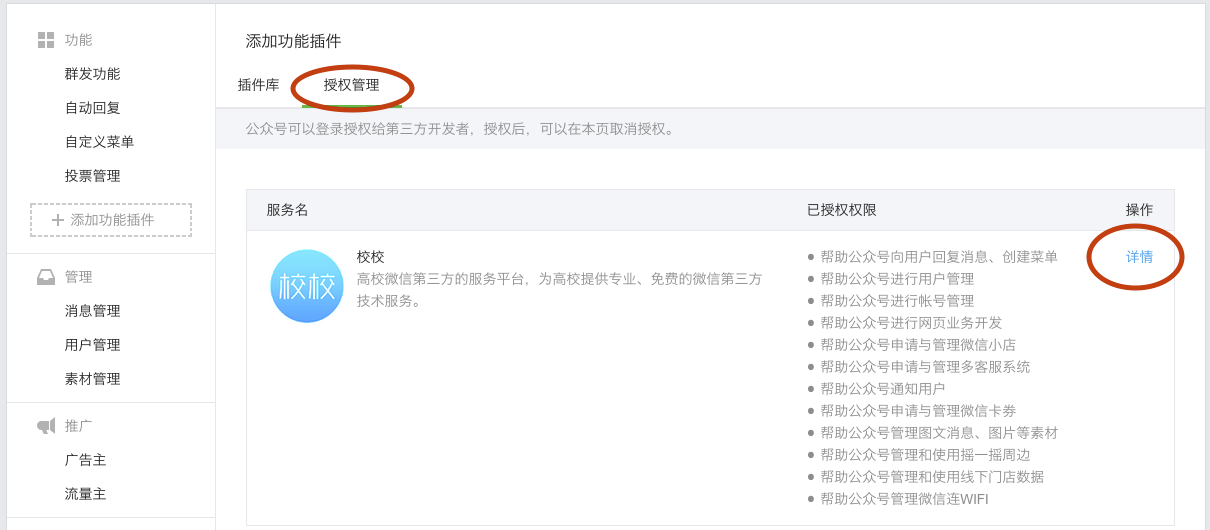 功能
群发功能
自动回复
自定义菜单
投票管理
添加功能插件
管理
消息管理
用户管理
素材管理
推广
广告主
流量主
添加功能插件
插件库 授权管理
公众号可以登录授权给第三方开发者，授权后，可以在本页取消授权。
服务名 已授权权限 操作
校校
校校
高校微信第三方的服务平台，为高校提供专业、免费的微信第三方
技术服务。
帮助公众号向用户回复消息、创建菜单
帮助公众号进行用户管理
帮助公众号进行帐号管理
帮助公众号进行网页业务开发
帮助公众号申请与管理微信小店
帮助公众号申请与管理多客服系统
帮助公众号通知用户
帮助公众号申请与管理微信卡券
帮助公众号管理图文消息、图片等素材
帮助公众号管理和使用摇一摇周边
帮助公众号管理和使用线下门店数据
帮助公众号管理微信连WIFI
详情